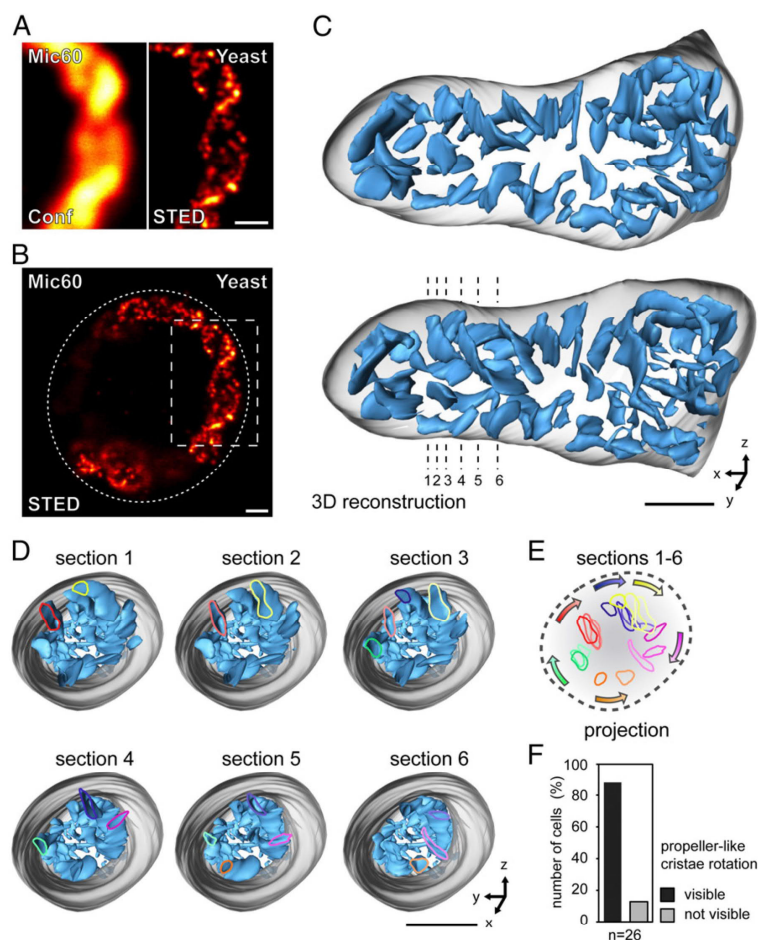 A
Mic60
Yeast
Conf
STED
B
Mic60
Yeast
STED
C
1 2 3 4 5 6
3D reconstruction
z
x
y
D
section 1
section 2
section 3
section 4
section 5
section 6
z
y
x
E
sections 1-6
projection
F
number of cells (%)
100
80
60
40
20
0
n=26
propeller-like
cristae rotation
visible
not visible